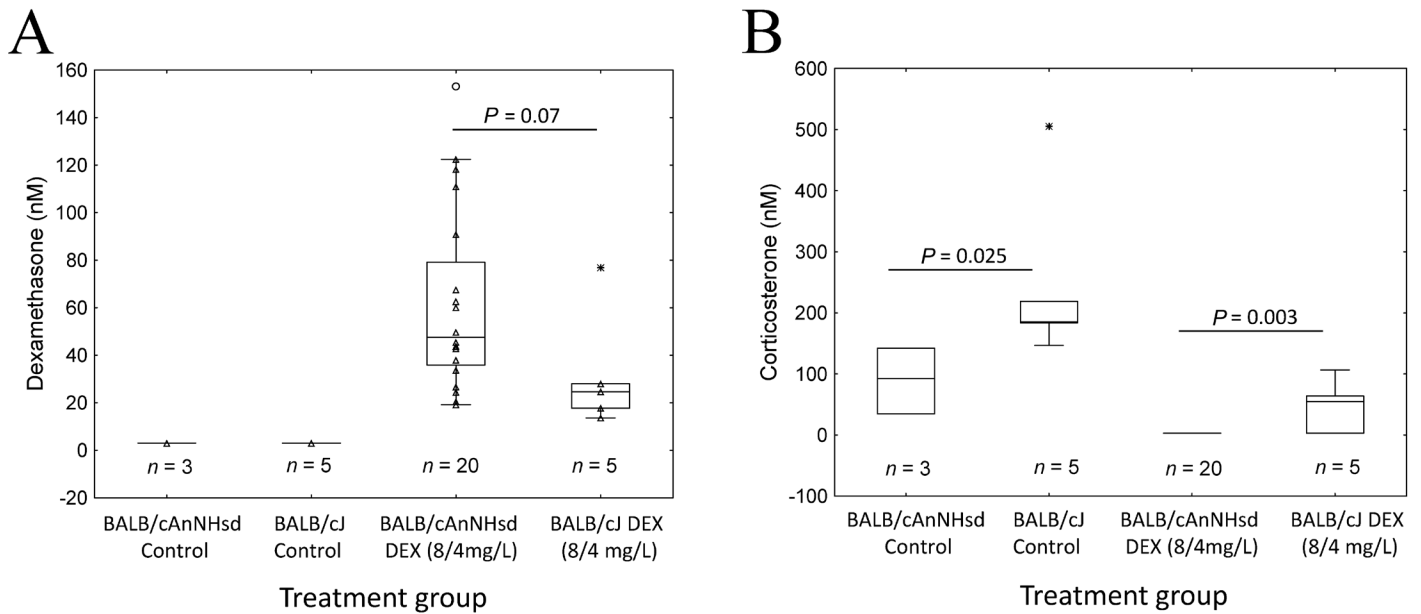 A
160
140
120
100
80
60
40
20
0
-20
Dexamethasone (nM)
P = 0.07
n = 3
n = 5
n = 20
n = 5
BALB/cAnNHsd
Control
BALB/cJ
Control
BALB/cAnNHsd
DEX (8/4mg/L)
BALB/cJ DEX
(8/4 mg/L)
Treatment group
B
600
500
400
300
200
100
0
-100
Corticosterone (nM)
P = 0.025
P = 0.003
n = 3
n = 5
n = 20
n = 5
BALB/cAnNHsd
Control
BALB/cJ
Control
BALB/cAnNHsd
DEX (8/4mg/L)
BALB/cJ DEX
(8/4 mg/L)
Treatment group